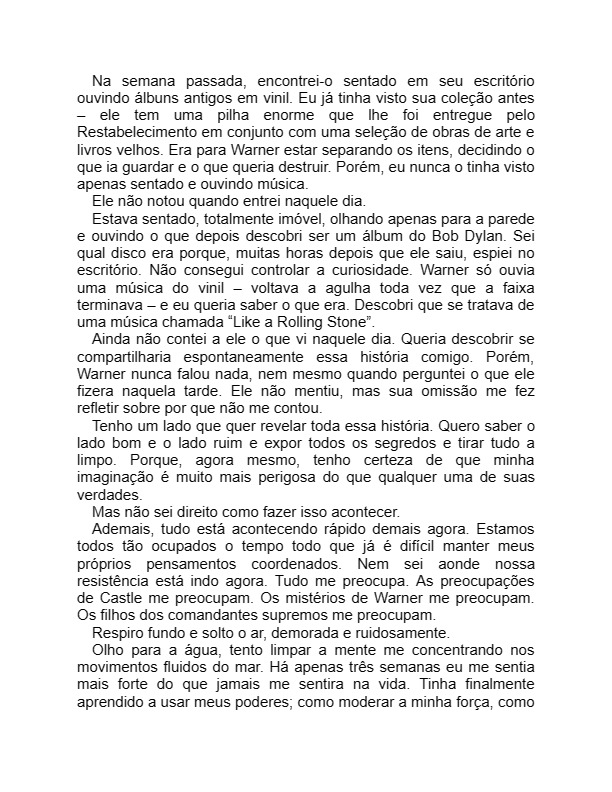 Na semana passada, encontrei-o sentado em seu escritório
ouvindo álbuns antigos em vinil. Eu já tinha visto sua coleção antes
– ele tem uma pilha enorme que lhe foi entregue pelo
Restabelecimento em conjunto com uma seleção de obras de arte e
livros velhos. Era para Warner estar separando os itens, decidindo o
que ia guardar e o que queria destruir. Porém, eu nunca o tinha visto
apenas sentado e ouvindo música.
Ele não notou quando entrei naquele dia.
Estava sentado, totalmente imóvel, olhando apenas para a parede
e ouvindo o que depois descobri ser um álbum do Bob Dylan. Sei
qual disco era porque, muitas horas depois que ele saiu, espiei no
escritório. Não consegui controlar a curiosidade. Warner só ouvia
uma música do vinil – voltava a agulha toda vez que a faixa
terminava – e eu queria saber o que era. Descobri que se tratava de
uma música chamada “Like a Rolling Stone”.
Ainda não contei a ele o que vi naquele dia. Queria descobrir se
compartilharia espontaneamente essa história comigo. Porém,
Warner nunca falou nada, nem mesmo quando perguntei o que ele
fizera naquela tarde. Ele não mentiu, mas sua omissão me fez
refletir sobre por que não me contou.
Tenho um lado que quer revelar toda essa história. Quero saber o
lado bom e o lado ruim e expor todos os segredos e tirar tudo a
limpo. Porque, agora mesmo, tenho certeza de que minha
imaginação é muito mais perigosa do que qualquer uma de suas
verdades.
Mas não sei direito como fazer isso acontecer.
Ademais, tudo está acontecendo rápido demais agora. Estamos
todos tão ocupados o tempo todo que já é difícil manter meus
próprios pensamentos coordenados. Nem sei aonde nossa
resistência está indo agora. Tudo me preocupa. As preocupações
de Castle me preocupam. Os mistérios de Warner me preocupam.
Os filhos dos comandantes supremos me preocupam.
Respiro fundo e solto o ar, demorada e ruidosamente.
Olho para a água, tento limpar a mente me concentrando nos
movimentos fluidos do mar. Há apenas três semanas eu me sentia
mais forte do que jamais me sentira na vida. Tinha finalmente
aprendido a usar meus poderes; como moderar a minha força, como